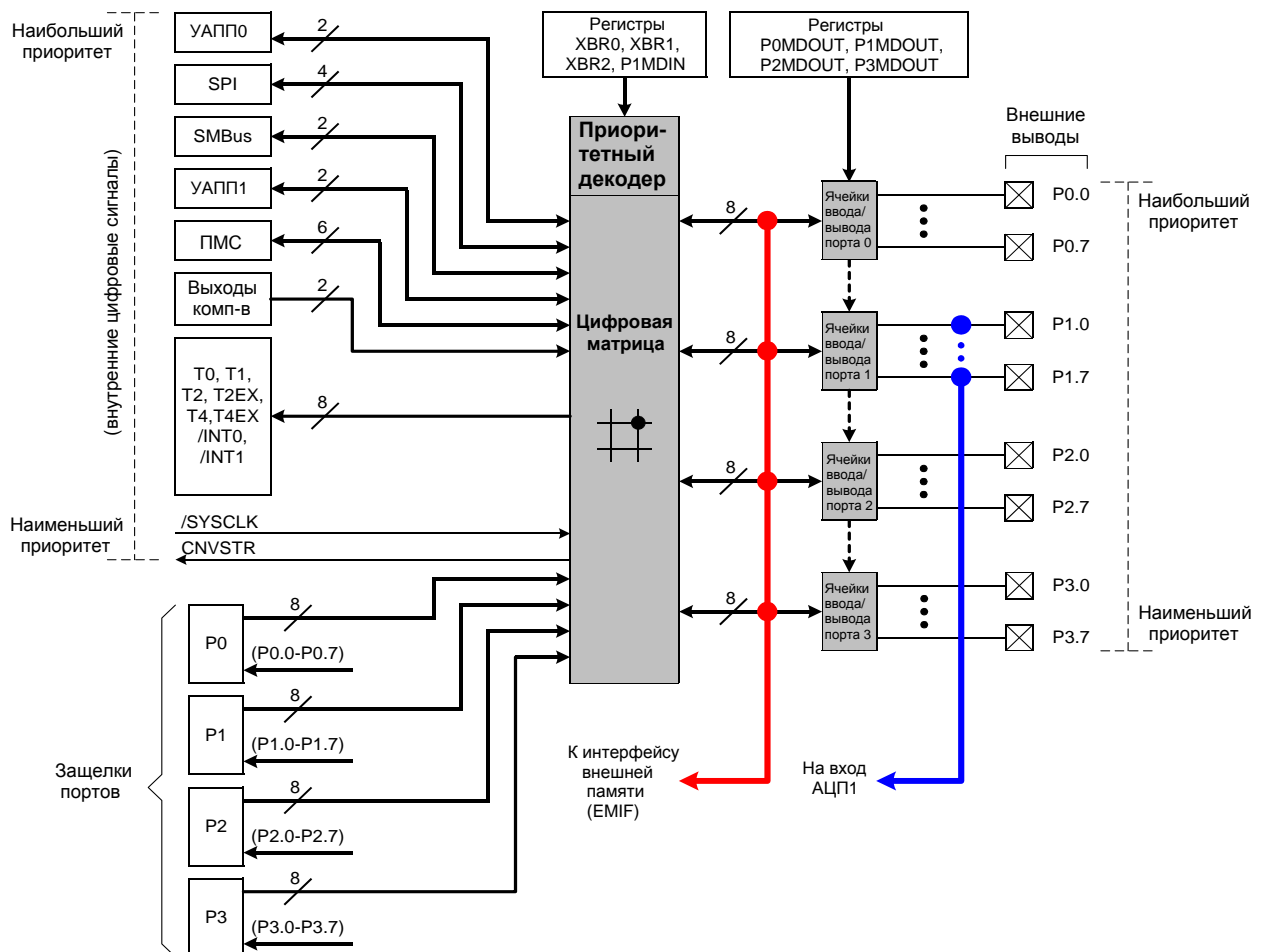 Наибольший
приоритет
(внутренние цифровые сигналы)
Наименьший
приоритет
УАПП0
2
SPI
4
SMBus
2
УАПП1
2
ПМС
6
Выходы
комп-в
2
T0, T1,
T2, T2EX,
T4,T4EX
/INT0,
/INT1
8
/SYSCLK
CNVSTR
Защелки
портов
P0
8
(P0.0-P0.7)
P1
8
(P1.0-P1.7)
P2
8
(P2.0-P2.7)
P3
8
(P3.0-P3.7)
Регистры
XBR0, XBR1,
XBR2, P1MDIN
Регистры
P0MDOUT, P1MDOUT,
P2MDOUT, P3MDOUT
Приори-
тетный
декодер
Цифровая
матрица
8
8
8
8
Ячейки
ввода/
вывода
порта 0
Ячейки
ввода/
вывода
порта 1
Ячейки
ввода/
вывода
порта 2
Ячейки
ввода/
вывода
порта 3
Внешние
выводы
P0.0
P0.7
P1.0
P1.7
P2.0
P2.7
P3.0
P3.7
Наибольший
приоритет
Наименьший
приоритет
К интерфейсу
внешней
памяти
(EMIF)
На вход
АЦП1